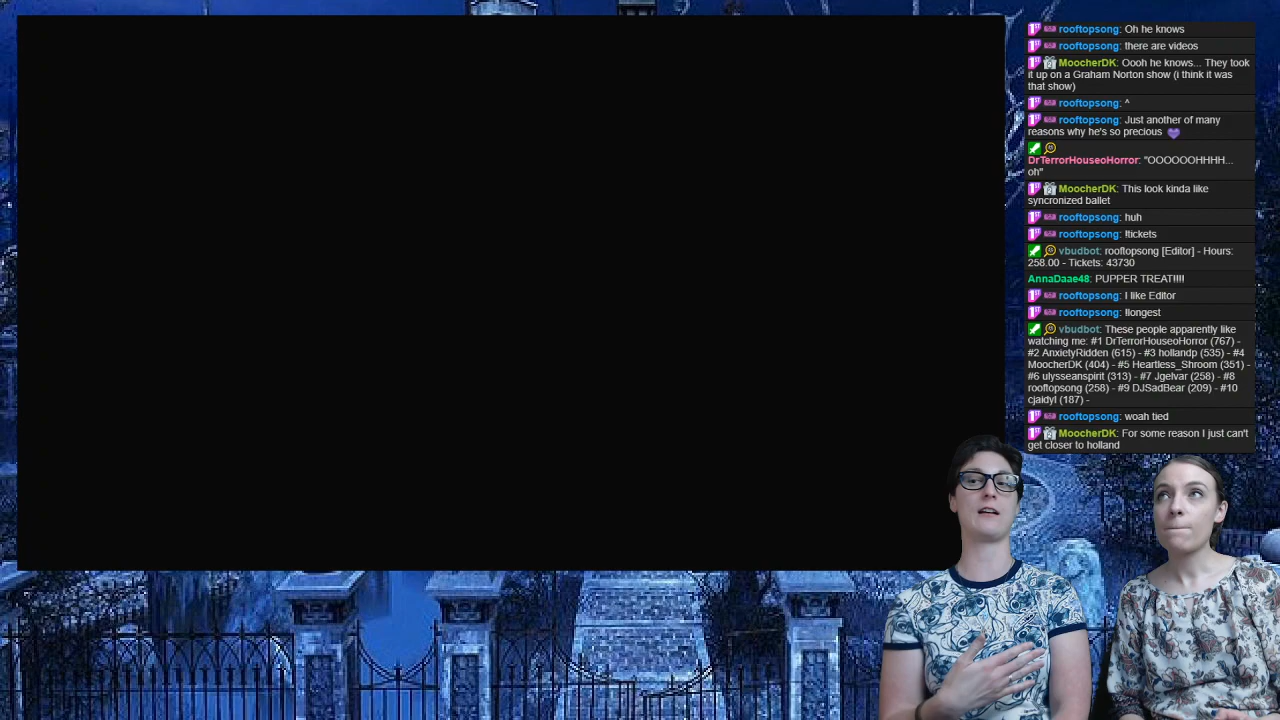 rooftopsong: Oh he knows
rooftopsong: there are videos
MoocherDK: Oooh he knows... They took
it up on a Graham Norton show (i think it was
that show)
rooftopsong: ^
rooftopsong: Just another of many
reasons why he's so precious
DrTerrorHouseoHorror: "OOOOOOHHHH...
oh"
MoocherDK: This look kinda like
syncronized ballet
rooftopsong: huh
rooftopsong: !tickets
vbudbot: rooftopsong [Editor] - Hours:
258.00 - Tickets: 43730
AnnaDaae48: PUPPER TREAT!!!!
rooftopsong: I like Editor
rooftopsong: !longest
vbudbot: These people apparently like
watching me: #1 DrTerrorHouseoHorror (767) -
#2 AnxietyRidden (615) - #3 hollandp (535) - #4
MoocherDK (404) - #5 Heartless_Shroom (351) -
#6 ulysseanspirit (313) - #7 Jgelvar (258) - #8
rooftopsong (258) - #9 DJSadBear (209) - #10
cjaidyl (187) -
rooftopsong: woah tied
MoocherDK: For some reason I just can't
get closer to holland